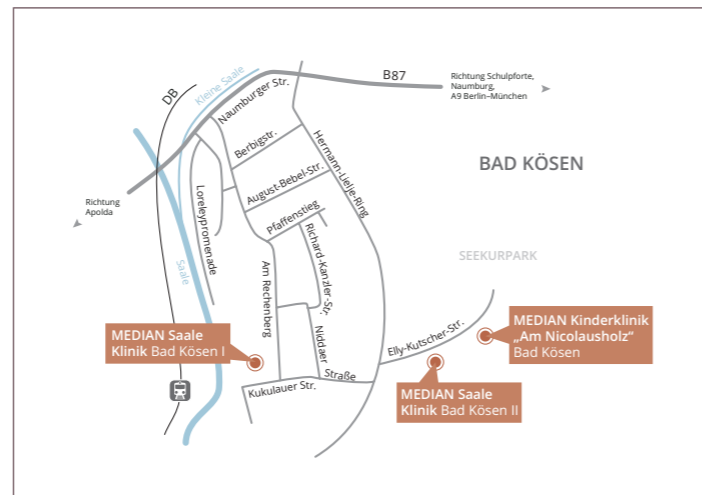 DB
Kleine Saale
Naumburger Str.
B87
Richtung Schulpforte,
Naumburg,
A9 Berlin–München
Berbigstr.
Hermann-Lielje-Ring
BAD KÖSEN
August-Bebel-Str.
Loreleypromenade
Richtung
Apolda
Pfaffenstieg
Richard-Kanzler-Str.
SEEKURPARK
Saale
Am Rechenberg
MEDIAN Kinderklinik
„Am Nicolausholz“
Bad Kösen
MEDIAN Saale
Klinik Bad Kösen I
Niddaer
Straße
Elly-Kutscher-Str.
Kukulauer Str.
MEDIAN Saale
Klinik Bad Kösen II